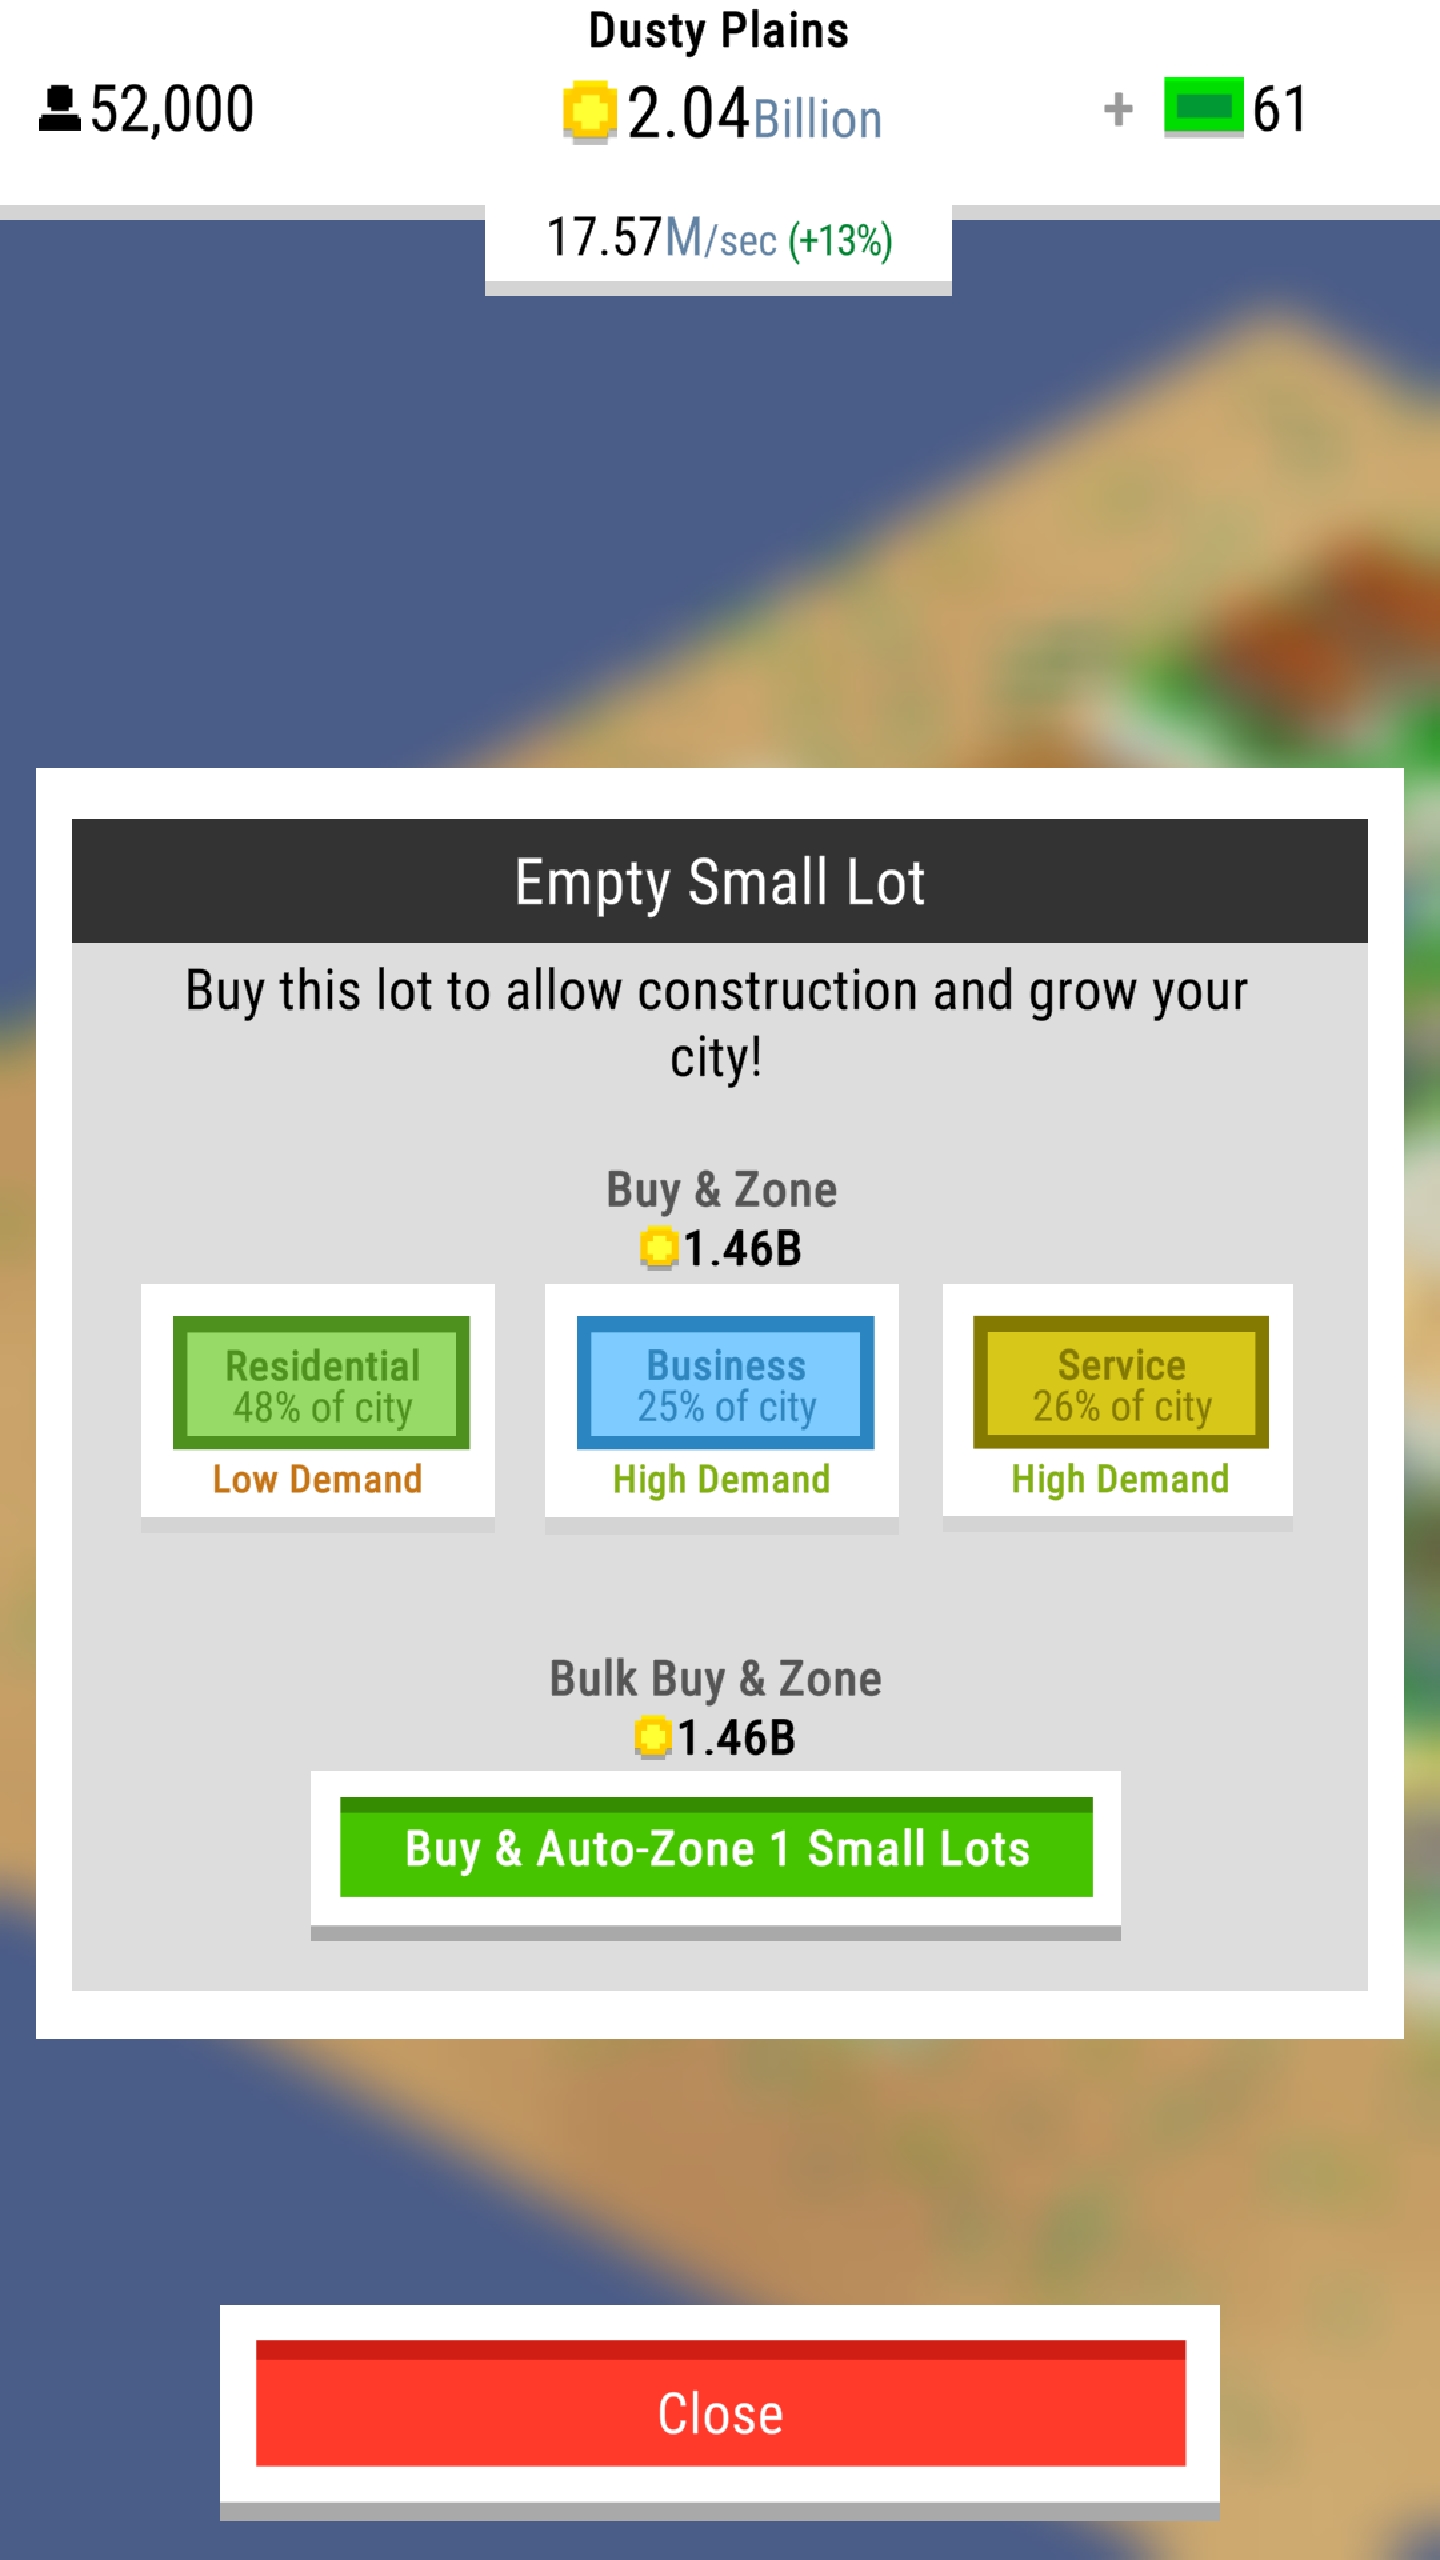 Dusty Plains
52,000
2.04Billion
+ 61
17.57M/sec (+13%)
Empty Small Lot
Buy this lot to allow construction and grow your
city!
Buy & Zone
1.46B
Residential
48% of city
Low Demand
Business
25% of city
High Demand
Service
26% of city
High Demand
Bulk Buy & Zone
1.46B
Buy & Auto-Zone 1 Small Lots
Close